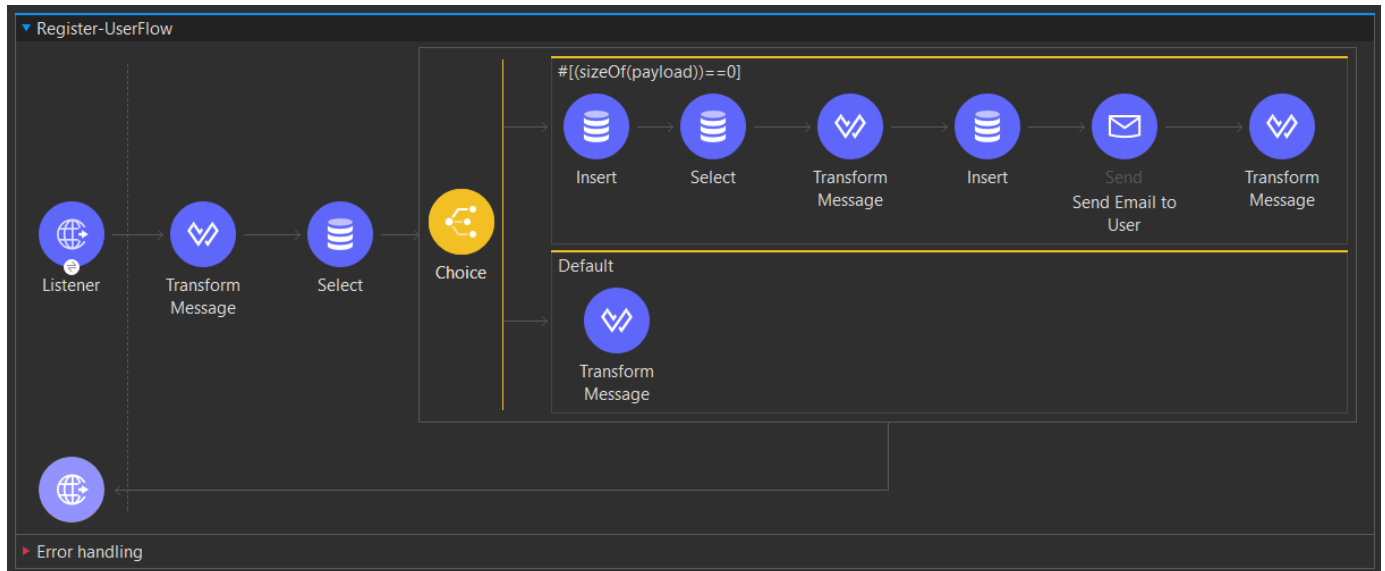 Register-UserFlow
#[(sizeOf(payload))==0]
Insert
Select
Transform
Message
Insert
Send
Send Email to
User
Transform
Message
Listener
Transform
Message
Select
Choice
Default
Transform
Message
Error handling